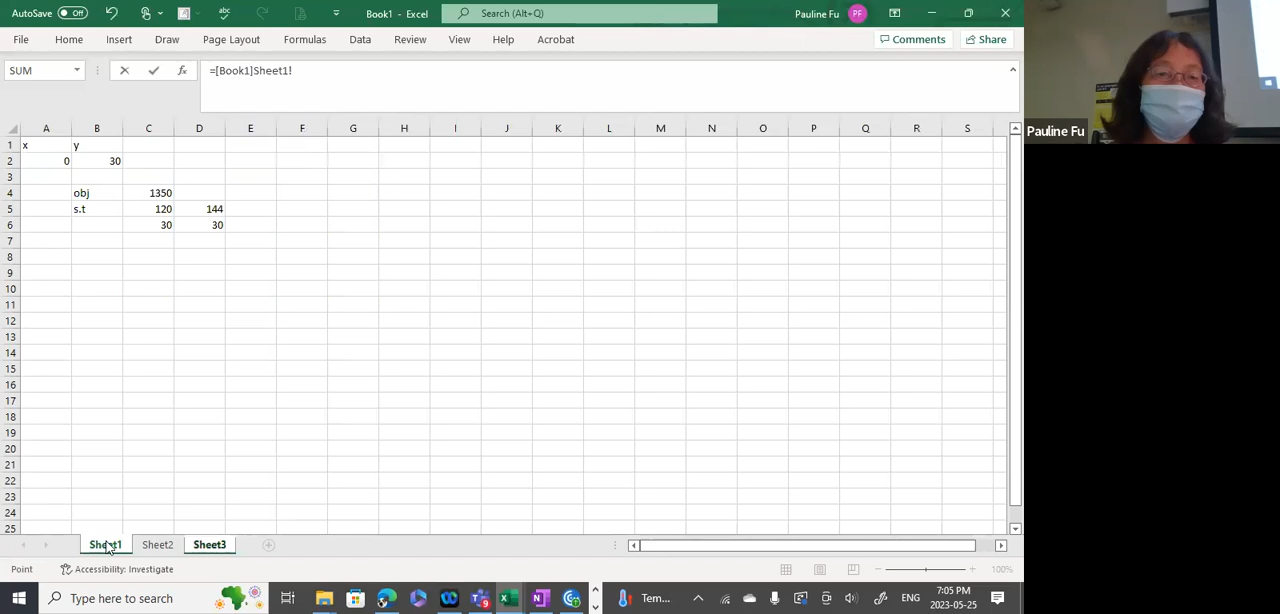 AutoSave Off Book1 - Excel Search (Alt+Q) Pauline Fu PF
File Home Insert Draw Page Layout Formulas Data Review View Help Acrobat Comments Share
SUM fx =[Book1]Sheet1!
Pauline Fu
A B C D E F G H I J K L M N O P Q R S
1 x y
2 0 30
3
4 obj 1350
5 s.t 120 144
6 30 30
7
8
9
10
11
12
13
14
15
16
17
18
19
20
21
22
23
24
25
Sheet1 Sheet2 Sheet3
Point Accessibility: Investigate 100%
Type here to search Tem... ENG 7:05 PM
2023-05-25